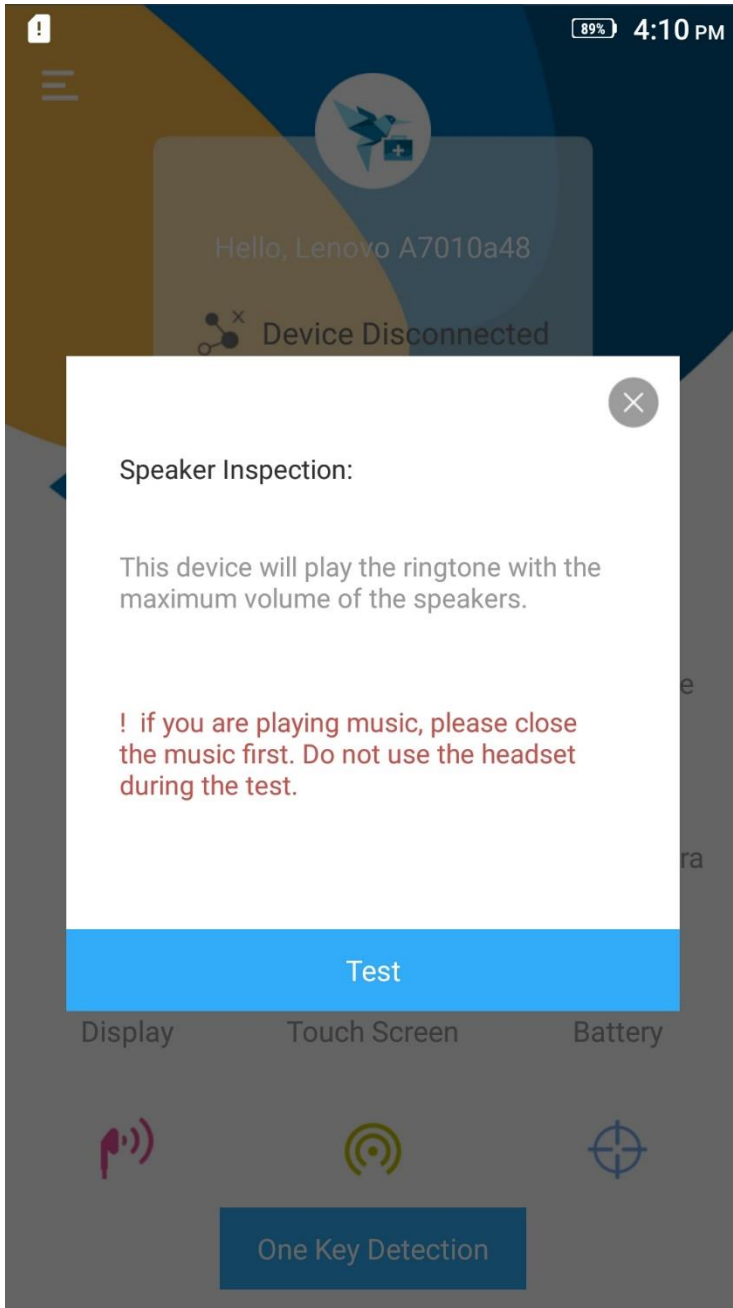 89% 4:10 PM
Hello, Lenovo A7010a48
Device Disconnected
Speaker Inspection:
This device will play the ringtone with the
maximum volume of the speakers.
! if you are playing music, please close
the music first. Do not use the headset
during the test.
e
ra
Test
Display Touch Screen Battery
One Key Detection